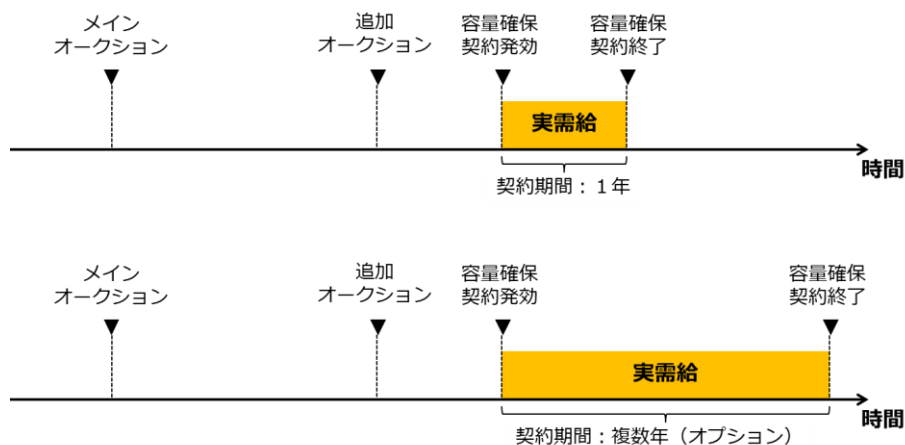 メイン
オークション
追加
オークション
容量確保
契約発効
容量確保
契約終了
実需給
時間
契約期間：１年
メイン
オークション
追加
オークション
容量確保
契約発効
容量確保
契約終了
実需給
時間
契約期間：複数年（オプション）